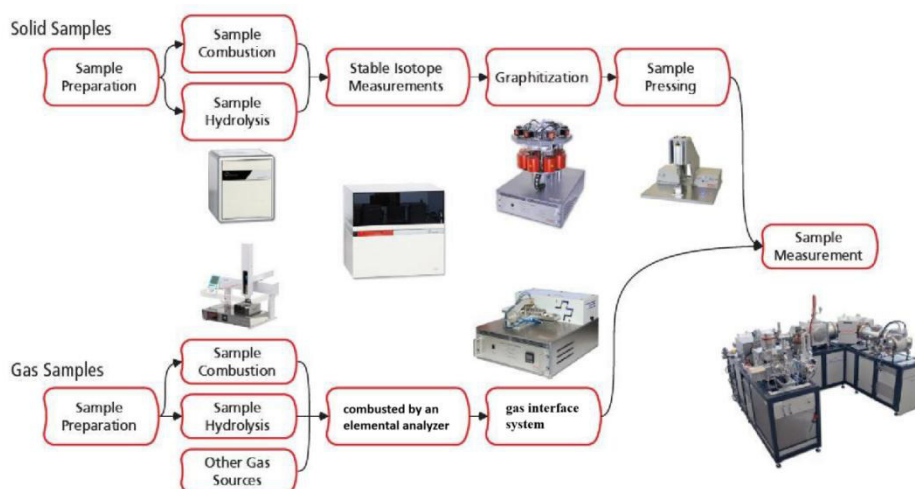 Solid Samples
Sample
Preparation
Sample
Combustion
Sample
Hydrolysis
Stable Isotope
Measurements
Graphitization
Sample
Pressing
Sample
Measurement
Gas Samples
Sample
Preparation
Sample
Combustion
Sample
Hydrolysis
Other Gas
Sources
combusted by an
elemental analyzer
gas interface
system